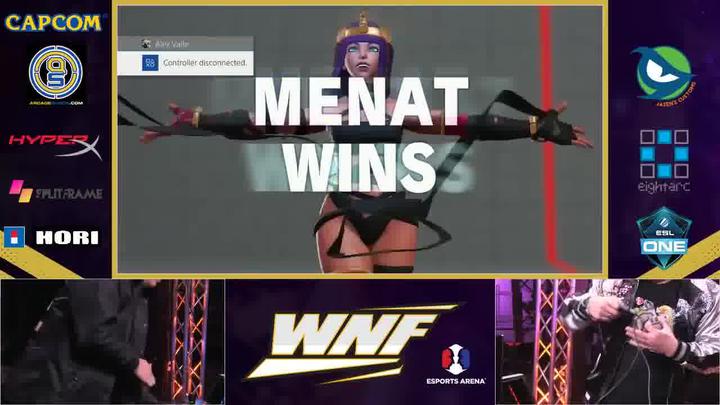 CAPCOM
Alex Valle
Controller disconnected.
MENAT
WINS
ARCADESHOCK.COM
HYPERX
SPLITFRAME
HORI
JASEN'S CUSTOMS
eightarc
ESL
ONE
WNF
ESPORTS ARENA